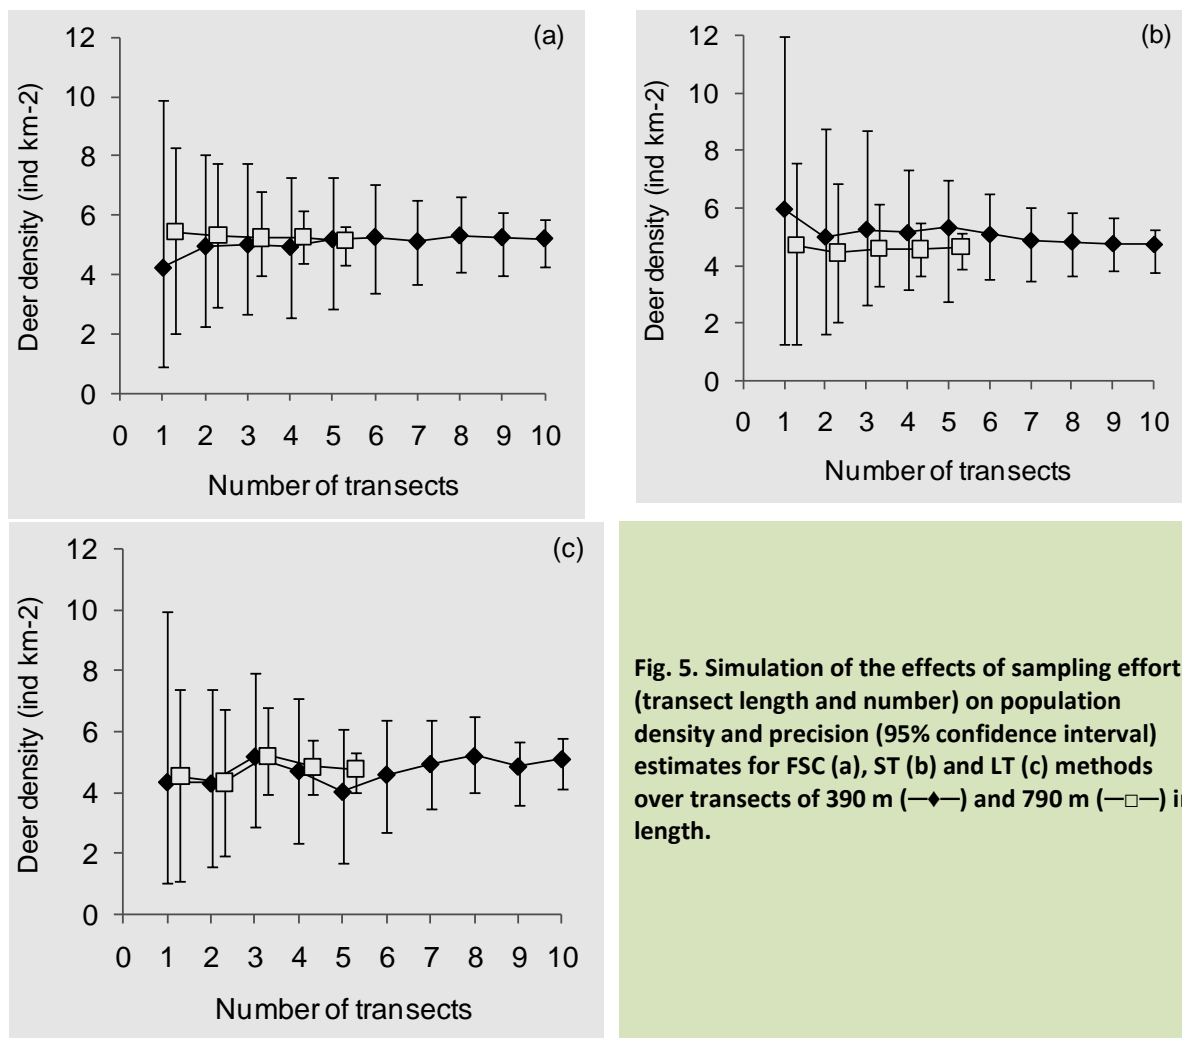 (a)
12
10
8
6
4
2
0
Deer density (ind km-2)
0 1 2 3 4 5 6 7 8 9 10
Number of transects
(b)
12
10
8
6
4
2
0
Deer density (ind km-2)
0 1 2 3 4 5 6 7 8 9 10
Number of transects
(c)
12
10
8
6
4
2
0
Deer density (ind km-2)
0 1 2 3 4 5 6 7 8 9 10
Number of transects
Fig. 5. Simulation of the effects of sampling effort
(transect length and number) on population
density and precision (95% confidence interval)
estimates for FSC (a), ST (b) and LT (c) methods
over transects of 390 m (—♦—) and 790 m (—□—)
length.